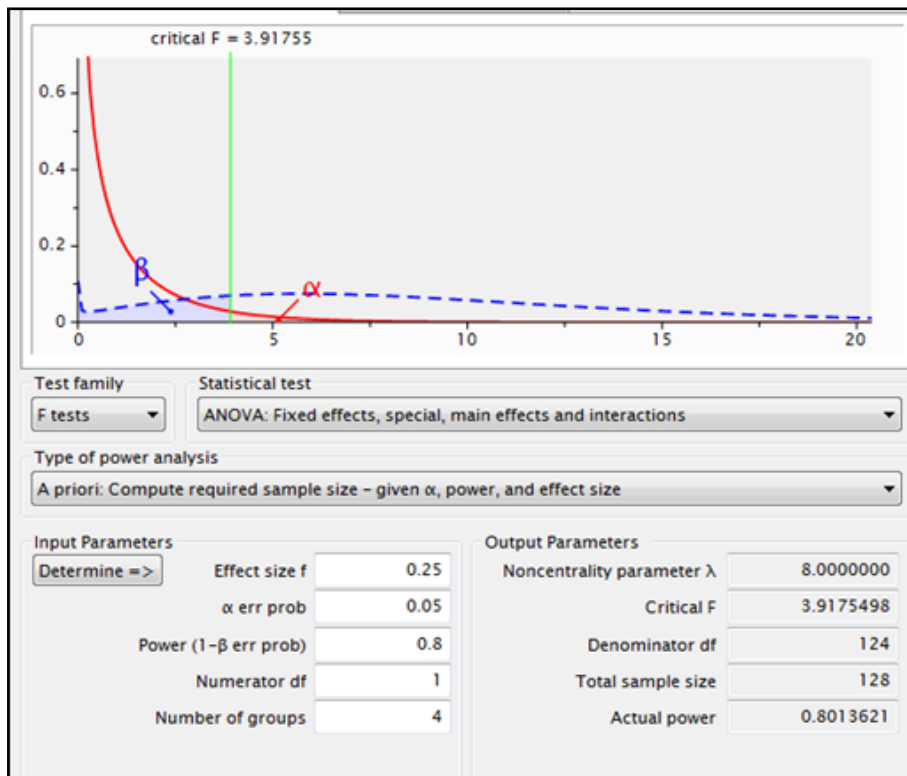 critical F = 3.91755
0.6
0.4
0.2
β
α
0
0 5 10 15 20
Test family Statistical test
F tests ANOVA: Fixed effects, special, main effects and interactions
Type of power analysis
A priori: Compute required sample size – given α, power, and effect size
Input Parameters Output Parameters
Determine => Effect size f 0.25 Noncentrality parameter λ 8.0000000
α err prob 0.05 Critical F 3.9175498
Power (1–β err prob) 0.8 Denominator df 124
Numerator df 1 Total sample size 128
Number of groups 4 Actual power 0.8013621